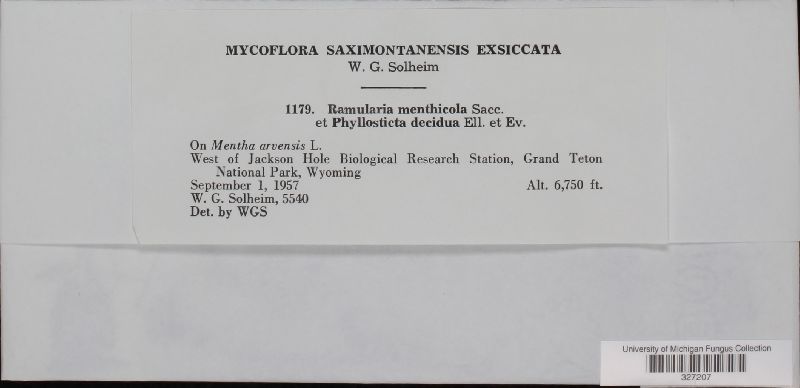 MYCOFLORA SAXIMONTANENSIS EXSICCATA
W. G. Solheim
1179. Ramularia menthicola Sacc.
et Phyllosticta decidua Ell. et Ev.
On Mentha arvensis L.
West of Jackson Hole Biological Research Station, Grand Teton
National Park, Wyoming
September 1, 1957 Alt. 6,750 ft.
W. G. Solheim, 5540
Det. by WGS
University of Michigan Fungus Collection
327207